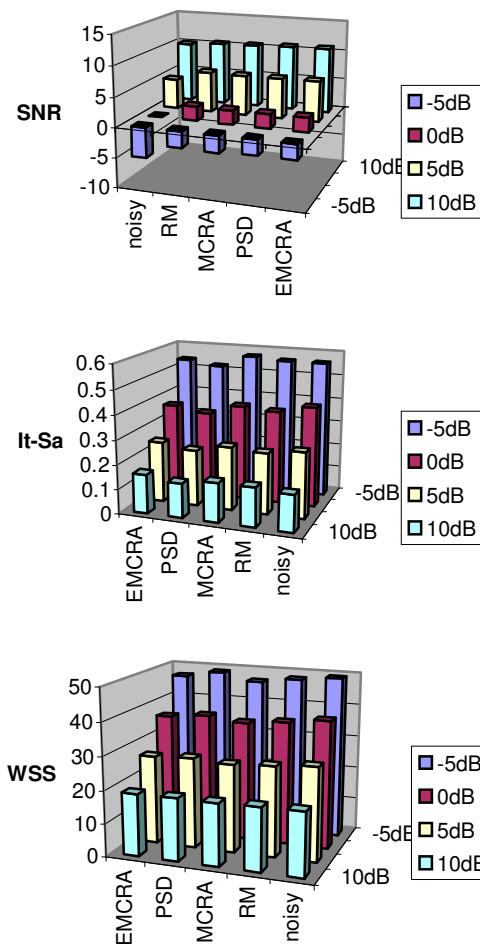 15
10
5
0
-5
-10
SNR
noisy
RM
MCRA
PSD
EMCRA
-5dB
10dB
-5dB
0dB
5dB
10dB
0.6
0.5
0.4
0.3
0.2
0.1
0
It-Sa
EMCRA
PSD
MCRA
RM
noisy
10dB
-5dB
-5dB
0dB
5dB
10dB
50
40
30
20
10
0
WSS
EMCRA
PSD
MCRA
RM
noisy
10dB
-5dB
-5dB
0dB
5dB
10dB